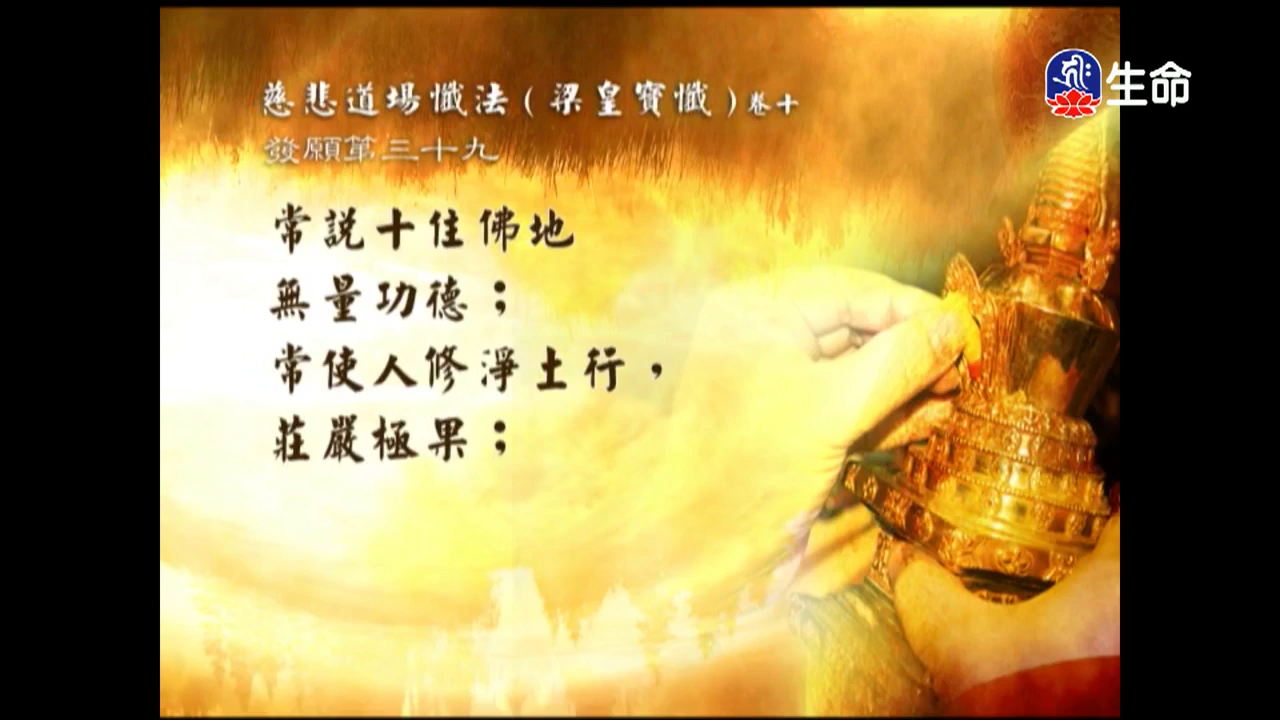 慈悲道場懺法(梁皇寶懺)卷十
發願第三十九
常說十住佛地
無量功德；
常使人修淨土行，
莊嚴極果；
生命